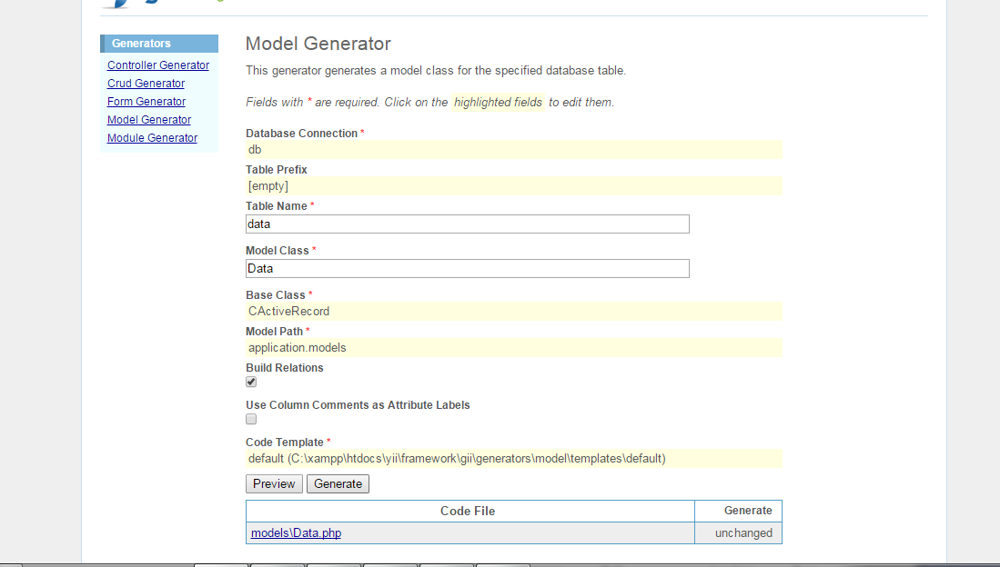 Generators
Controller Generator
Crud Generator
Form Generator
Model Generator
Module Generator
Model Generator
This generator generates a model class for the specified database table.
Fields with * are required. Click on the highlighted fields to edit them.
Database Connection *
db
Table Prefix
[empty]
Table Name *
data
Model Class *
Data
Base Class *
CActiveRecord
Model Path *
application.models
Build Relations
Use Column Comments as Attribute Labels
Code Template *
default (C:\xampp\htdocs\yii\framework\gii\generators\model\templates\default)
Preview Generate
Code File Generate
models\Data.php unchanged